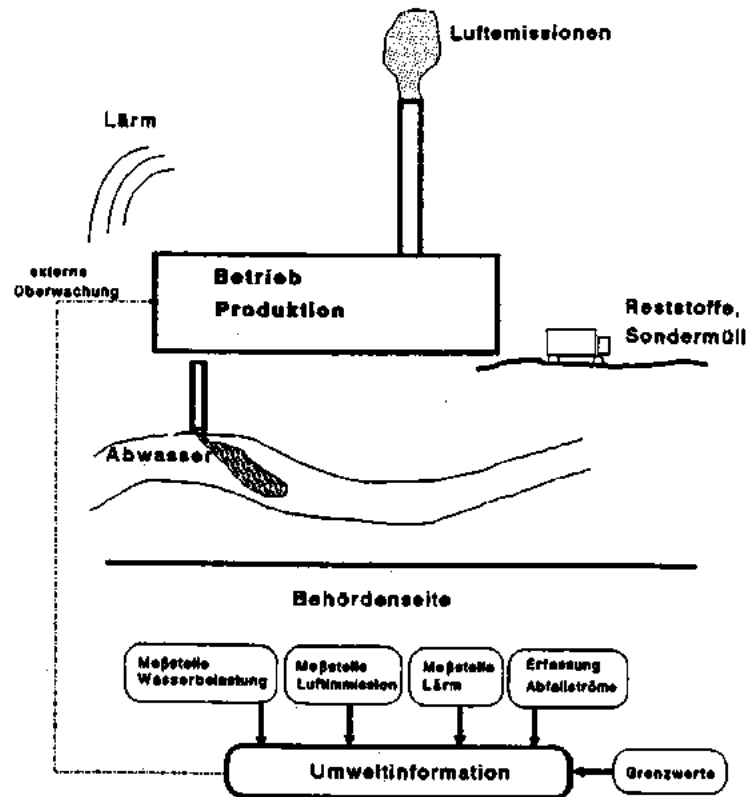 Luftemissionen
Lärm
externe
Überwachung
Betrieb
Produktion
Reststoffe,
Sondermüll
Abwasser
Behördenseite
Meßstelle
Wasserbelastung
Meßstelle
Luftimmission
Meßstelle
Lärm
Erfassung
Abfallströme
Umweltinformation
Grenzwerte